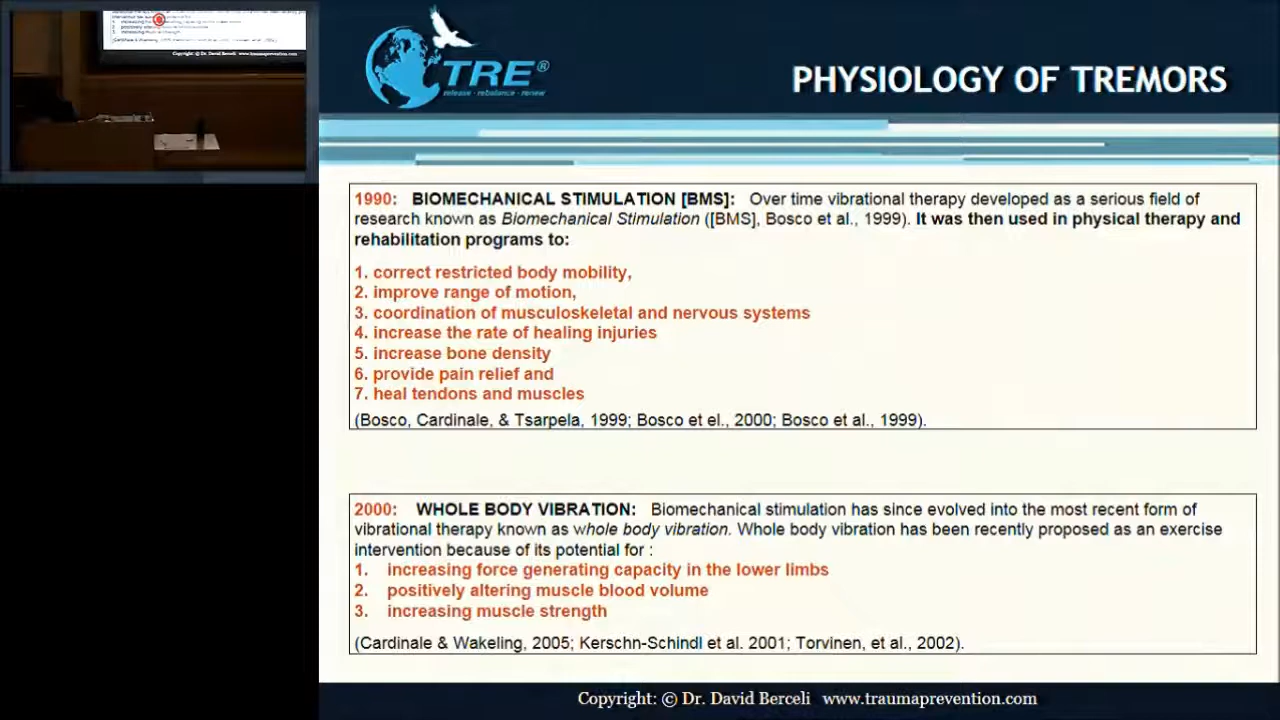 TRE®
release · rebalance · renew
PHYSIOLOGY OF TREMORS
1990: BIOMECHANICAL STIMULATION [BMS]: Over time vibrational therapy developed as a serious field of
research known as Biomechanical Stimulation ([BMS], Bosco et al., 1999). It was then used in physical therapy and
rehabilitation programs to:
1. correct restricted body mobility,
2. improve range of motion,
3. coordination of musculoskeletal and nervous systems
4. increase the rate of healing injuries
5. increase bone density
6. provide pain relief and
7. heal tendons and muscles
(Bosco, Cardinale, & Tsarpela, 1999; Bosco et el., 2000; Bosco et al., 1999).
2000: WHOLE BODY VIBRATION: Biomechanical stimulation has since evolved into the most recent form of
vibrational therapy known as whole body vibration. Whole body vibration has been recently proposed as an exercise
intervention because of its potential for :
1. increasing force generating capacity in the lower limbs
2. positively altering muscle blood volume
3. increasing muscle strength
(Cardinale & Wakeling, 2005; Kerschn-Schindl et al. 2001; Torvinen, et al., 2002).
Copyright: © Dr. David Berceli www.traumaprevention.com